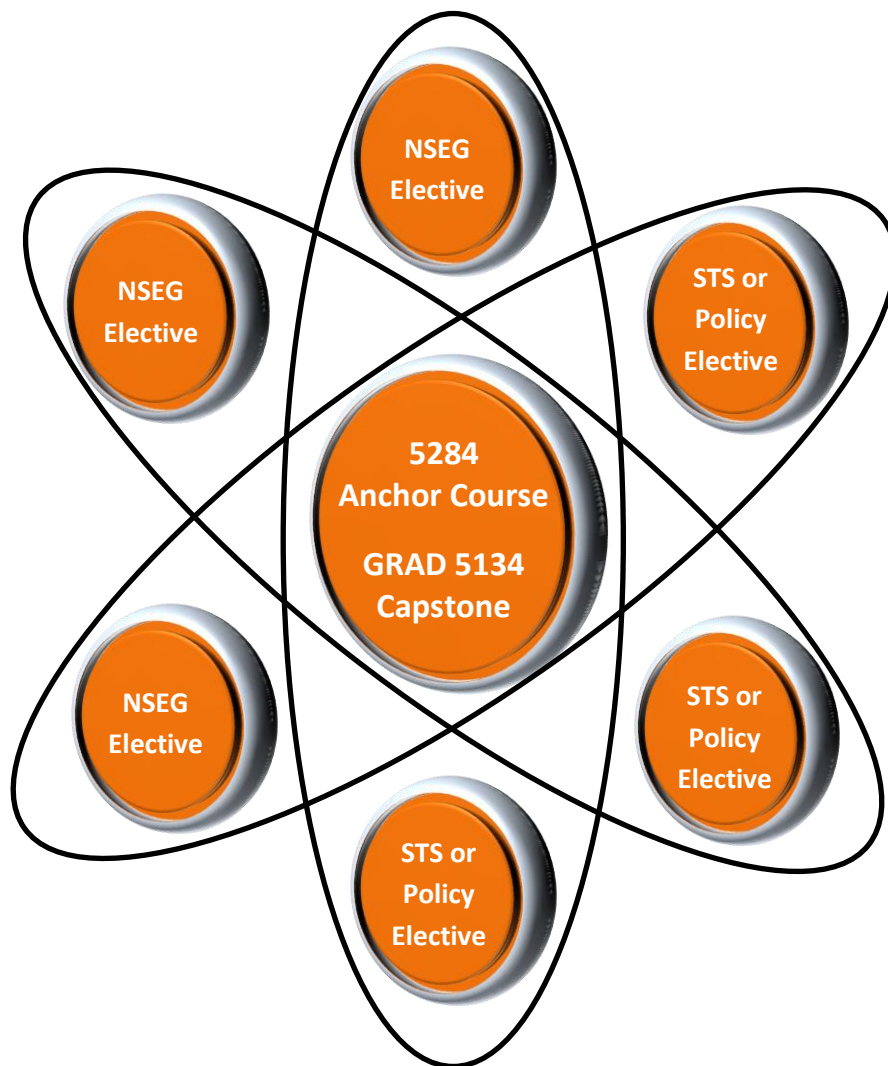 NSEG
Elective
NSEG
Elective
STS or
Policy
Elective
5284
Anchor Course
GRAD 5134
Capstone
NSEG
Elective
STS or
Policy
Elective
STS or
Policy
Elective